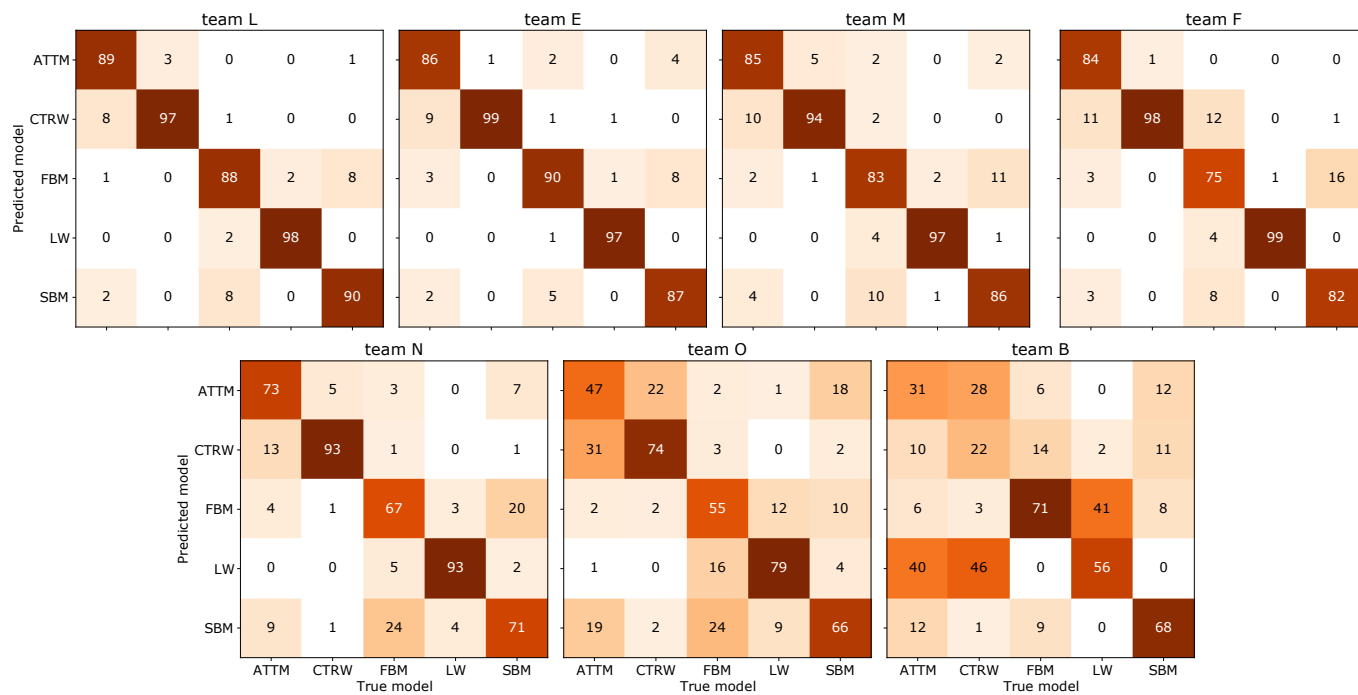 team L team E team M team F
Predicted model
ATTM 89 3 0 0 1 86 1 2 0 4 85 5 2 0 2 84 1 0 0 0
CTRW 8 97 1 0 0 9 99 1 1 0 10 94 2 0 0 11 98 12 0 1
FBM 1 0 88 2 8 3 0 90 1 8 2 1 83 2 11 3 0 75 1 16
LW 0 0 2 98 0 0 0 1 97 0 0 0 4 97 1 0 0 4 99 0
SBM 2 0 8 0 90 2 0 5 0 87 4 0 10 1 86 3 0 8 0 82
team N team O team B
Predicted model
ATTM 73 5 3 0 7 47 22 2 1 18 31 28 6 0 12
CTRW 13 93 1 0 1 31 74 3 0 2 10 22 14 2 11
FBM 4 1 67 3 20 2 2 55 12 10 6 3 71 41 8
LW 0 0 5 93 2 1 0 16 79 4 40 46 0 56 0
SBM 9 1 24 4 71 19 2 24 9 66 12 1 9 0 68
ATTM CTRW FBM LW SBM ATTM CTRW FBM LW SBM ATTM CTRW FBM LW SBM
True model True model True model